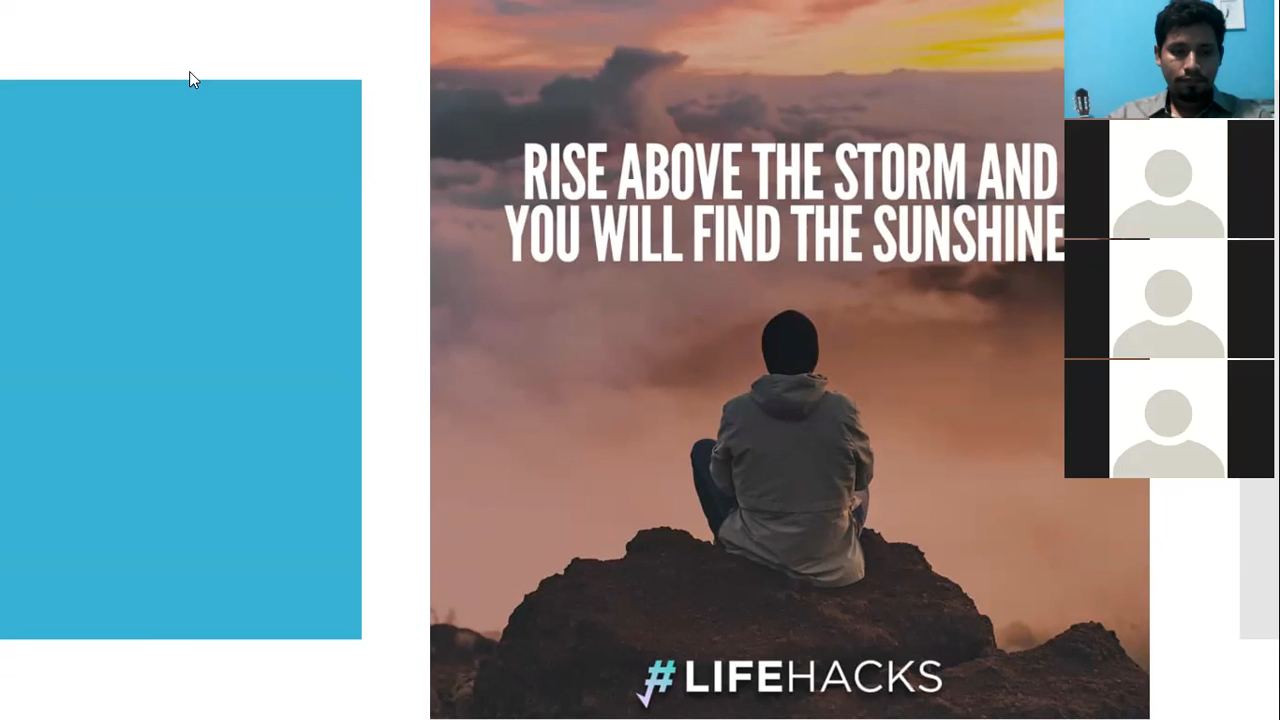 RISE ABOVE THE STORM AND
YOU WILL FIND THE SUNSHINE
#LIFEHACKS